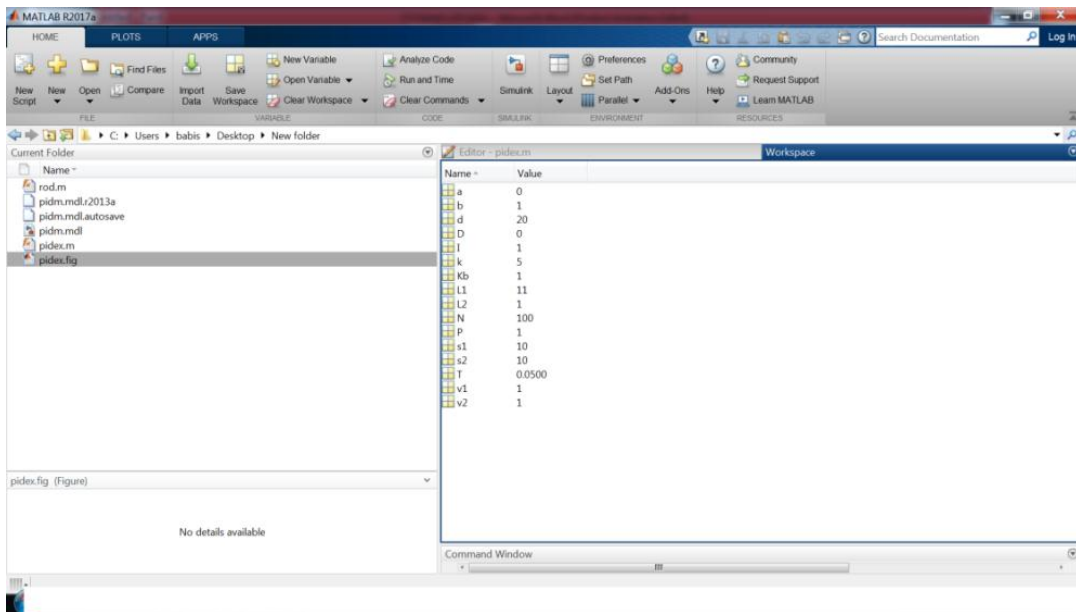 MATLAB R2017a
HOME PLOTS APPS
Search Documentation Log In
New Script New Open Find Files Compare Import Data Save Workspace New Variable Open Variable Clear Workspace Analyze Code Run and Time Clear Commands Simulink Layout Preferences Set Path Parallel Add-Ons Help Community Request Support Learn MATLAB
FILE VARIABLE CODE SIMULINK ENVIRONMENT RESOURCES
C: Users babis Desktop New folder
Current Folder
Name
rod.m
pidm.mdl.r2013a
pidm.mdl.autosave
pidm.mdl
pidex.m
pidex.fig
pidex.fig (Figure)
No details available
Editor - pidex.m
Workspace
Name Value
a 0
b 1
d 20
D 0
I 1
k 5
Kb 1
L1 11
L2 1
N 100
P 1
s1 10
s2 10
T 0.0500
v1 1
v2 1
Command Window